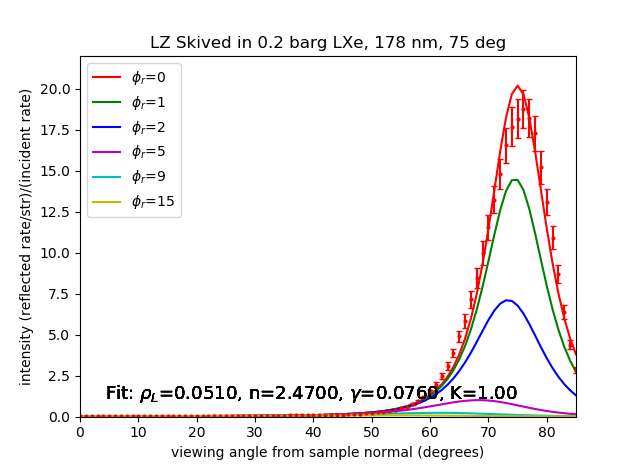 LZ Skived in 0.2 barg LXe, 178 nm, 75 deg
intensity (reflected rate/str)/(incident rate)
20.0
17.5
15.0
12.5
10.0
7.5
5.0
2.5
0.0
ϕr=0
ϕr=1
ϕr=2
ϕr=5
ϕr=9
ϕr=15
Fit: ρL=0.0510, n=2.4700, γ=0.0760, K=1.00
0 10 20 30 40 50 60 70 80
viewing angle from sample normal (degrees)